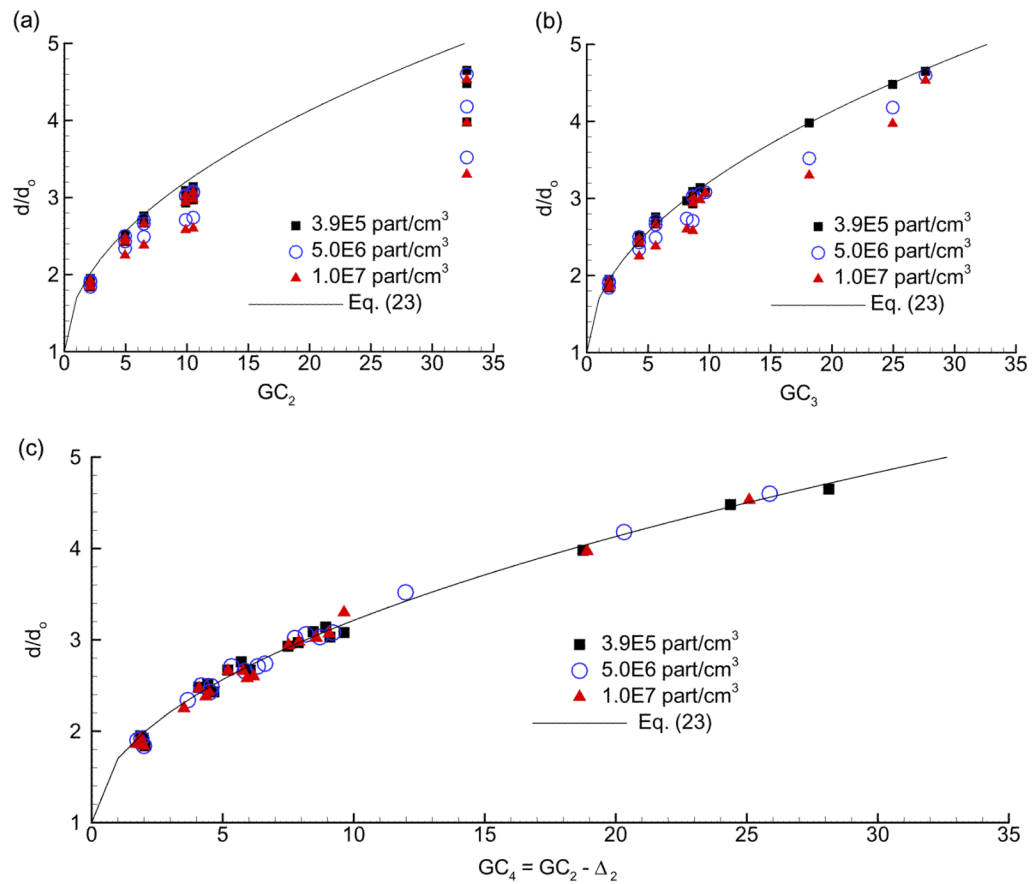 (a)
5
4
3
2
1
d/d₀
0
5
10
15
20
25
30
35
GC₂
3.9E5 part/cm³
5.0E6 part/cm³
1.0E7 part/cm³
Eq. (23)
(b)
5
4
3
2
1
d/d₀
0
5
10
15
20
25
30
35
GC₃
3.9E5 part/cm³
5.0E6 part/cm³
1.0E7 part/cm³
Eq. (23)
(c)
5
4
3
2
1
d/d₀
0
5
10
15
20
25
30
35
GC₄ = GC₂ - Δ₂
3.9E5 part/cm³
5.0E6 part/cm³
1.0E7 part/cm³
Eq. (23)